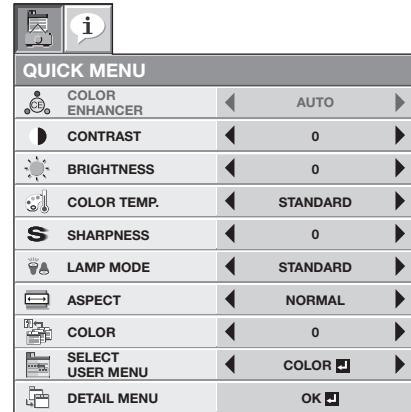 i
QUICK MENU
CE
COLOR ENHANCER AUTO
CONTRAST 0
BRIGHTNESS 0
COLOR TEMP. STANDARD
S SHARPNESS 0
LAMP MODE STANDARD
ASPECT NORMAL
COLOR 0
SELECT USER MENU COLOR
DETAIL MENU OK